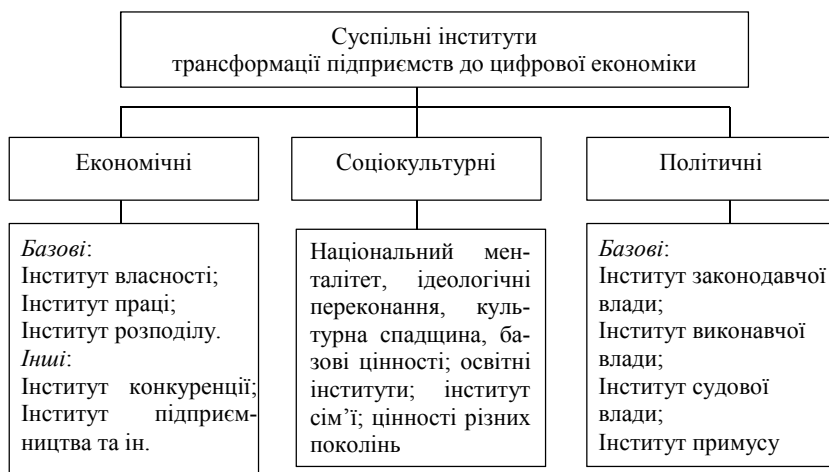 Суспільні інститути
трансформації підприємств до цифрової економіки
Економічні
Соціокультурні
Політичні
Базові:
Інститут власності;
Інститут праці;
Інститут розподілу.
Інші:
Інститут конкуренції;
Інститут підприєм-
ництва та ін.
Національний мен-
талітет, ідеологічні
переконання, куль-
турна спадщина, ба-
зові цінності; освітні
інститути; інститут
сім’ї; цінності різних
поколінь
Базові:
Інститут законодавчої
влади;
Інститут виконавчої
влади;
Інститут судової
влади;
Інститут примусу